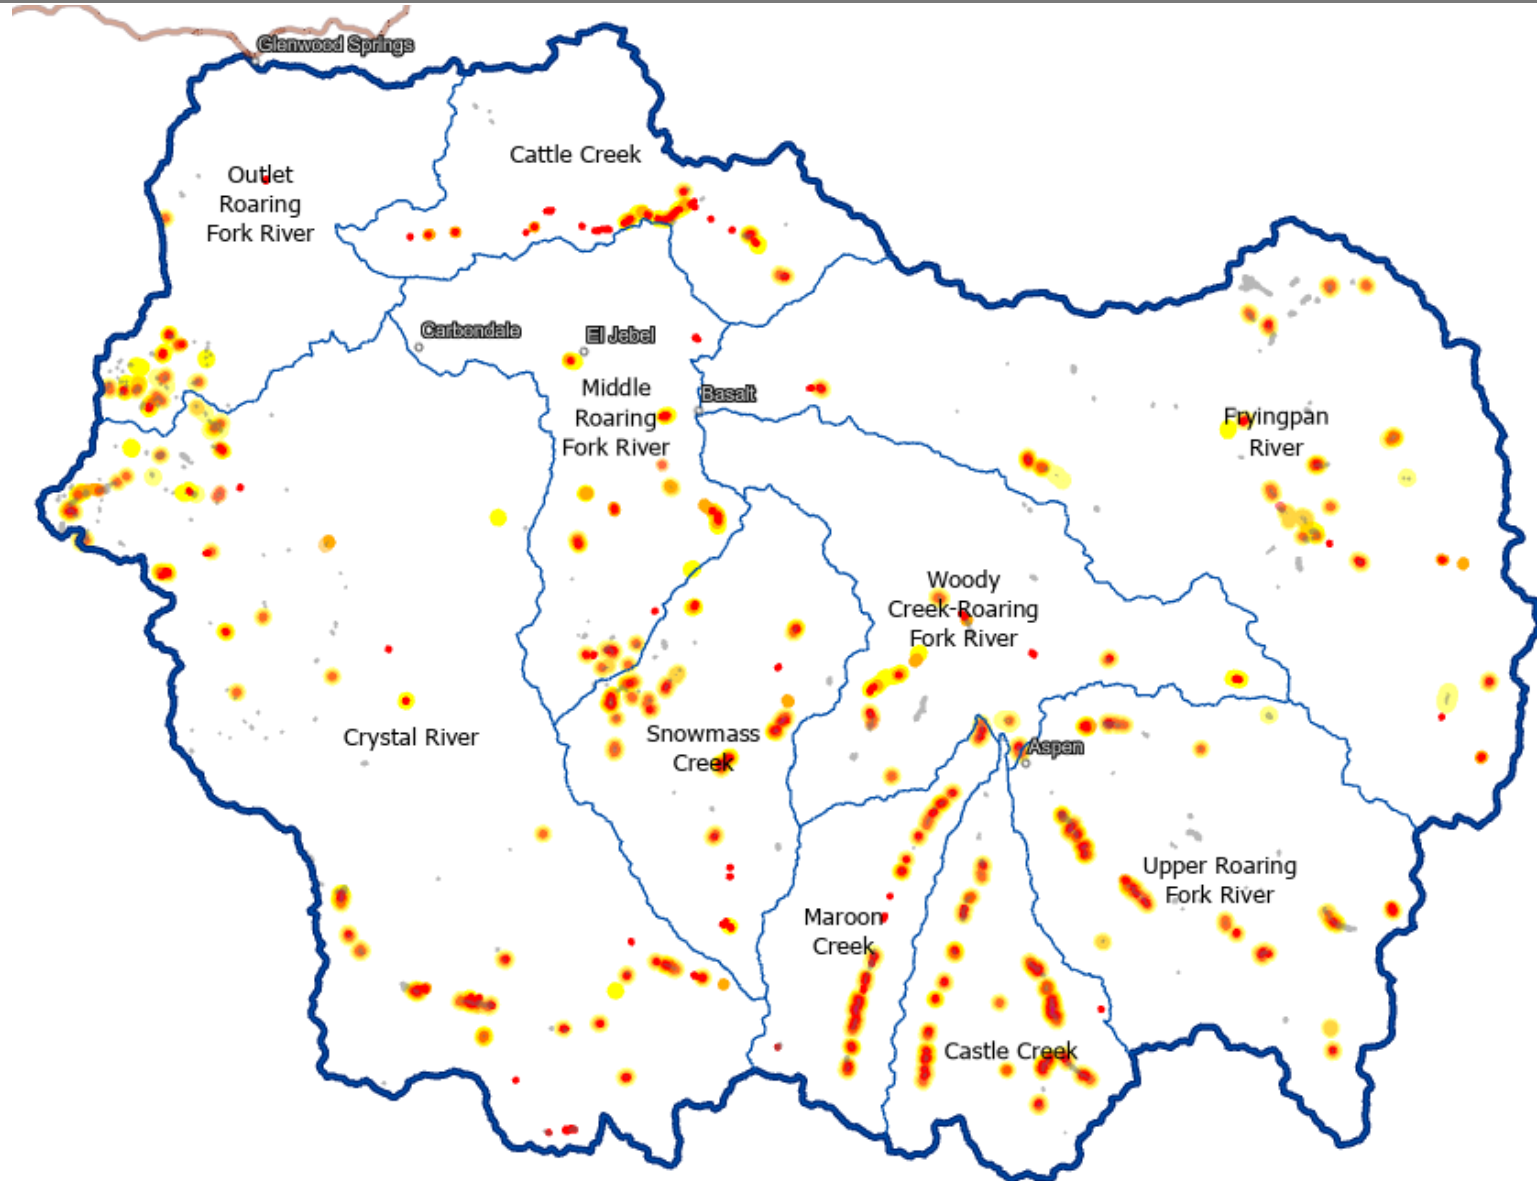 Glenwood Springs
Cattle Creek
Outlet
Roaring
Fork River
Carbondale
El Jebel
Middle
Roaring
Fork River
Basalt
Fryingpan
River
Woody
Creek-Roaring
Fork River
Crystal River
Snowmass
Creek
Aspen
Upper Roaring
Fork River
Maroon
Creek
Castle Creek